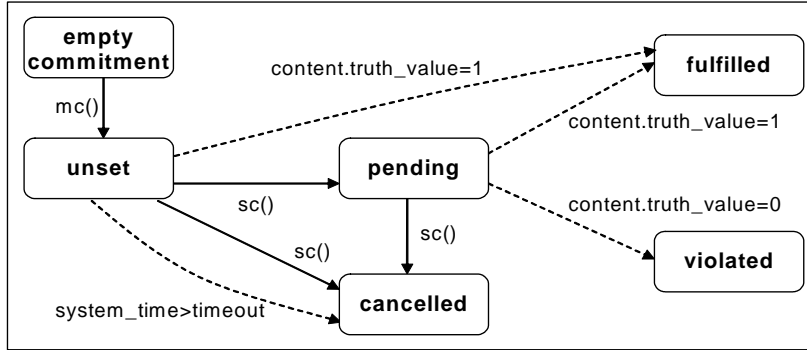 empty
commitment
content.truth_value=1
fulfilled
mc()
content.truth_value=1
unset
pending
sc()
content.truth_value=0
sc()
sc()
violated
system_time>timeout
cancelled